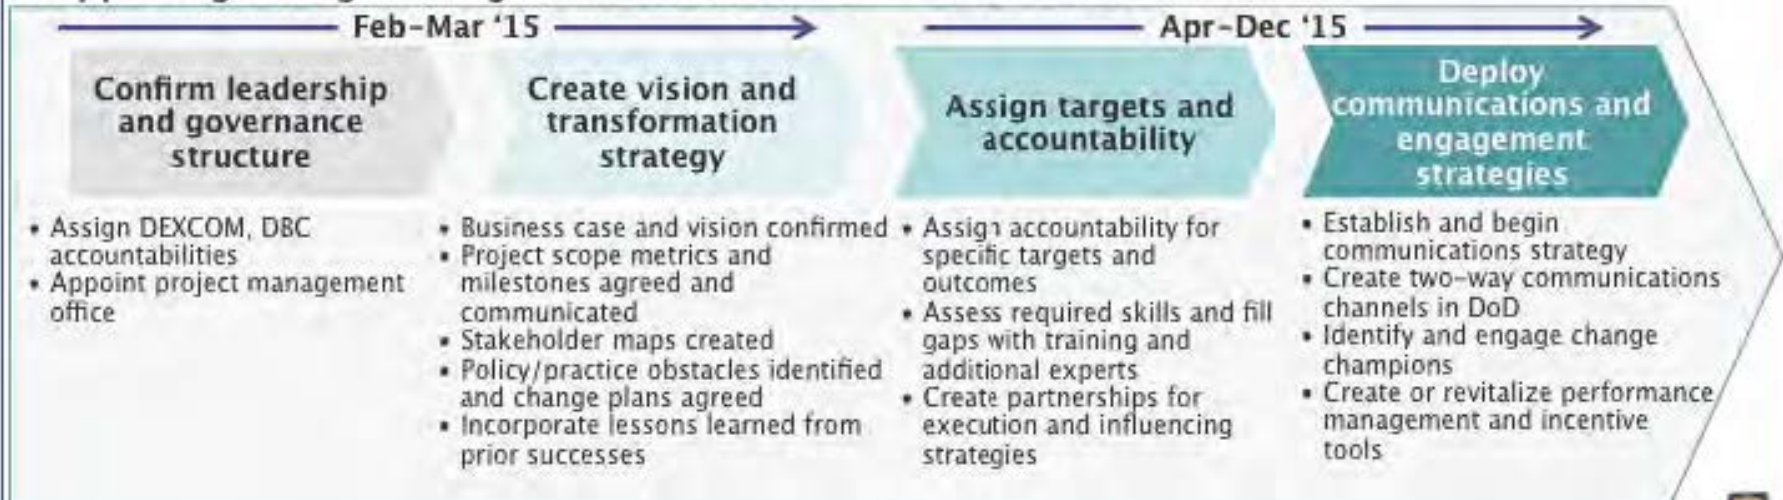 Feb-Mar ‘15
Apr-Dec ‘15
Confirm leadership
and governance
structure
Create vision and
transformation
strategy
Assign targets and
accountability
Deploy
communications and
engagement
strategies
• Assign DEXCOM, DBC
accountabilities
• Appoint project management
office
• Business case and vision confirmed
• Project scope metrics and
milestones agreed and
communicated
• Stakeholder maps created
• Policy/practice obstacles identified
and change plans agreed
• Incorporate lessons learned from
prior successes
• Assign accountability for
specific targets and
outcomes
• Assess required skills and fill
gaps with training and
additional experts
• Create partnerships for
execution and influencing
strategies
• Establish and begin
communications strategy
• Create two-way communications
channels in DoD
• Identify and engage change
champions
• Create or revitalize performance
management and incentive
tools